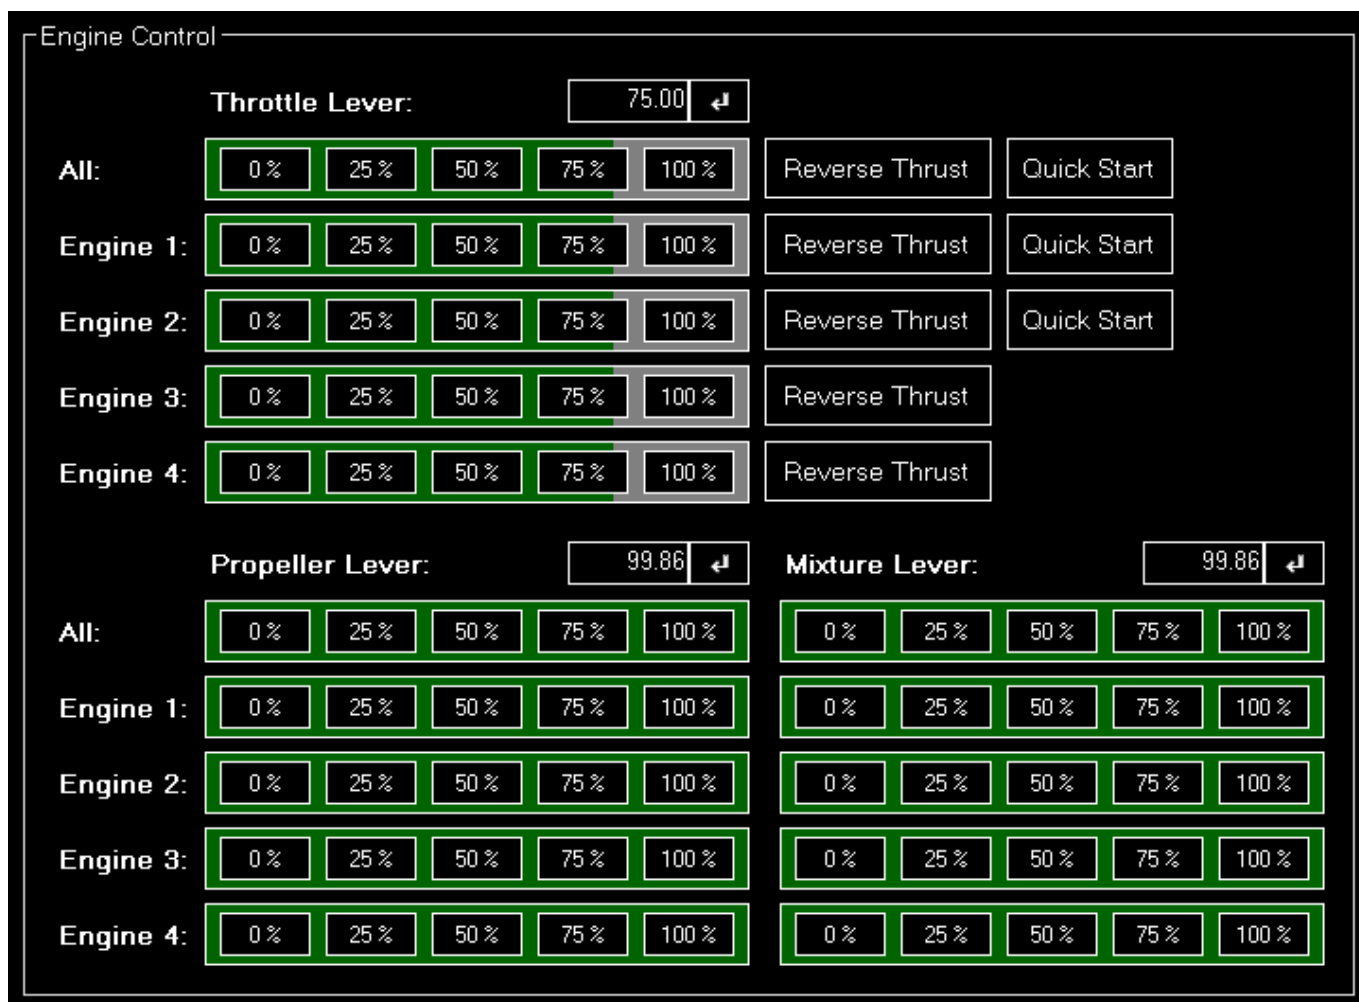 Engine Control
Throttle Lever: 75.00 ↵
All: 0 % 25 % 50 % 75 % 100 % Reverse Thrust Quick Start
Engine 1: 0 % 25 % 50 % 75 % 100 % Reverse Thrust Quick Start
Engine 2: 0 % 25 % 50 % 75 % 100 % Reverse Thrust Quick Start
Engine 3: 0 % 25 % 50 % 75 % 100 % Reverse Thrust
Engine 4: 0 % 25 % 50 % 75 % 100 % Reverse Thrust
Propeller Lever: 99.86 ↵ Mixture Lever: 99.86 ↵
All: 0 % 25 % 50 % 75 % 100 % 0 % 25 % 50 % 75 % 100 %
Engine 1: 0 % 25 % 50 % 75 % 100 % 0 % 25 % 50 % 75 % 100 %
Engine 2: 0 % 25 % 50 % 75 % 100 % 0 % 25 % 50 % 75 % 100 %
Engine 3: 0 % 25 % 50 % 75 % 100 % 0 % 25 % 50 % 75 % 100 %
Engine 4: 0 % 25 % 50 % 75 % 100 % 0 % 25 % 50 % 75 % 100 %